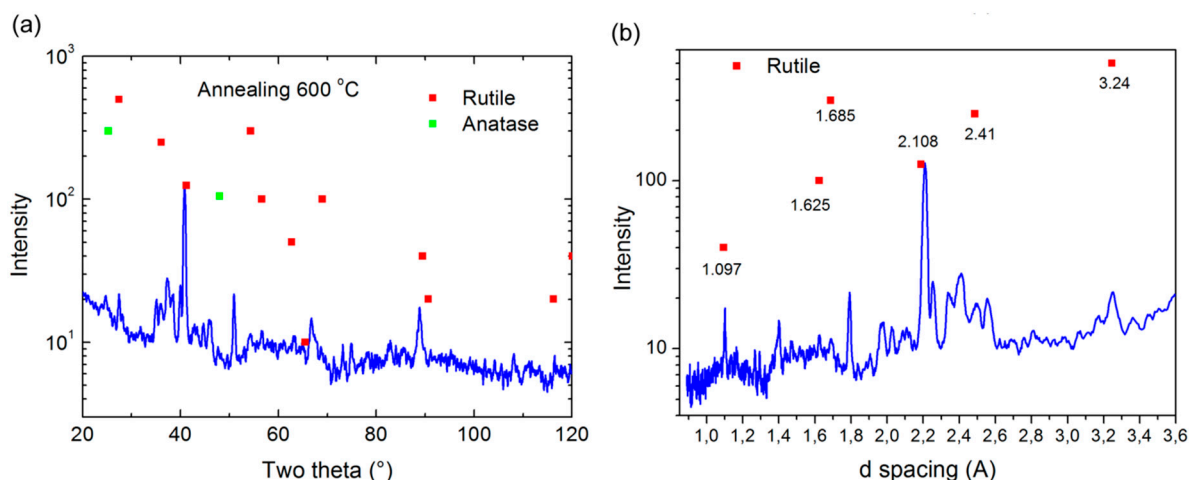 (a)
Annealing 600 °C
Rutile
Anatase
Intensity
10³
10²
10¹
20 40 60 80 100 120
Two theta (°)
(b)
Rutile
3.24
1.685
2.108
2.41
1.625
1.097
Intensity
100
10
1,0 1,2 1,4 1,6 1,8 2,0 2,2 2,4 2,6 2,8 3,0 3,2 3,4 3,6
d spacing (A)